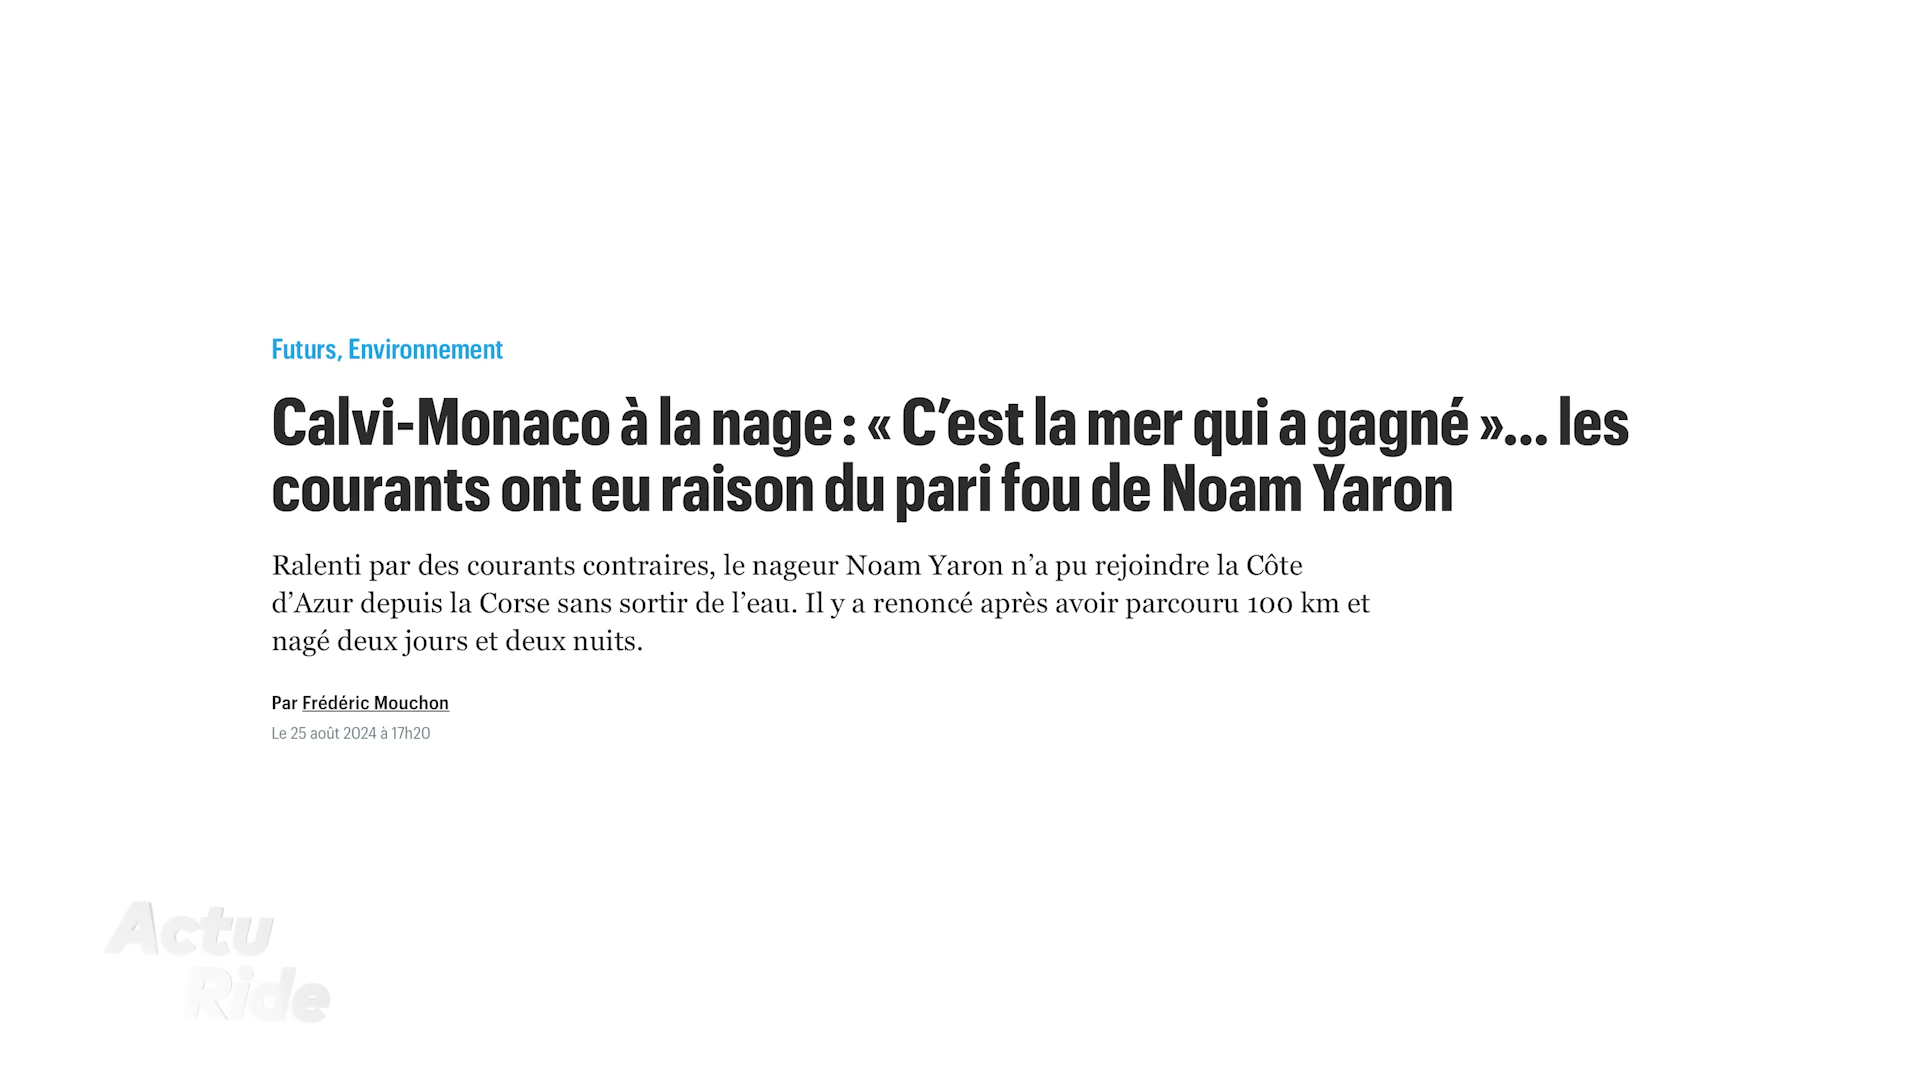 Futurs, Environnement
Calvi-Monaco à la nage : « C’est la mer qui a gagné »... les
courants ont eu raison du pari fou de Noam Yaron
Ralenti par des courants contraires, le nageur Noam Yaron n’a pu rejoindre la Côte
d’Azur depuis la Corse sans sortir de l’eau. Il y a renoncé après avoir parcouru 100 km et
nagé deux jours et deux nuits.
Par Frédéric Mouchon
Le 25 août 2024 à 17h20
Actu
Ride